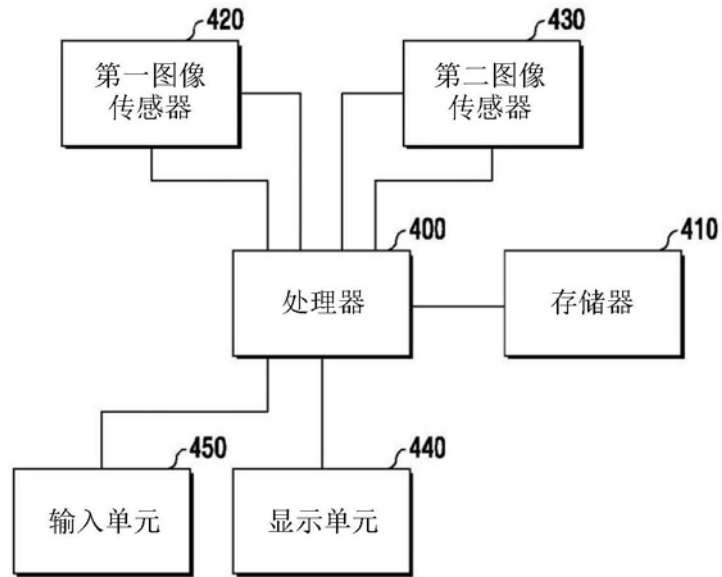 420
第一图像
传感器
430
第二图像
传感器
400
处理器
410
存储器
450
输入单元
440
显示单元